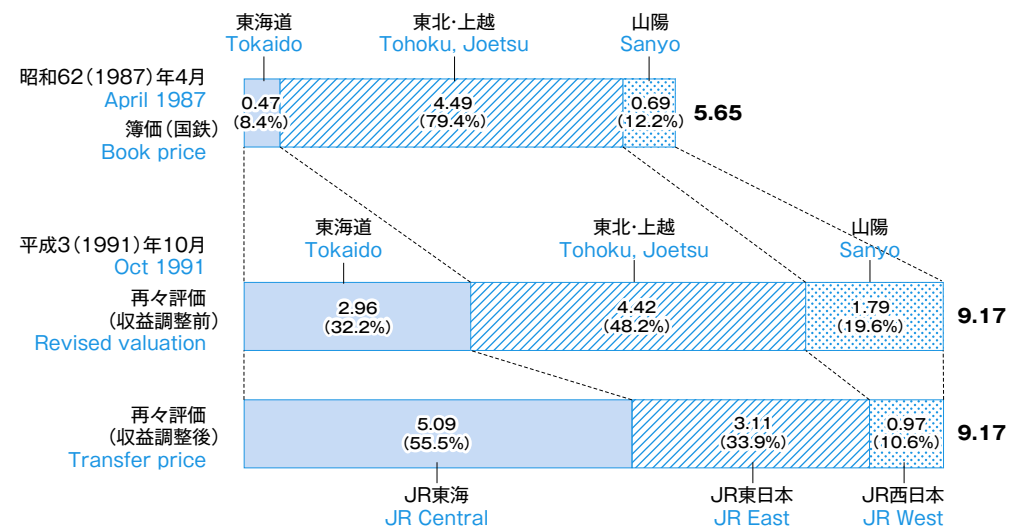 東海道
Tokaido
東北・上越
Tohoku, Joetsu
山陽
Sanyo
昭和62(1987)年4月
April 1987
簿価(国鉄)
Book price
0.47
(8.4%)
4.49
(79.4%)
0.69
(12.2%)
5.65
東海道
Tokaido
東北・上越
Tohoku, Joetsu
山陽
Sanyo
平成3(1991)年10月
Oct 1991
再々評価
(収益調整前)
Revised valuation
2.96
(32.2%)
4.42
(48.2%)
1.79
(19.6%)
9.17
再々評価
(収益調整後)
Transfer price
5.09
(55.5%)
3.11
(33.9%)
0.97
(10.6%)
9.17
JR東海
JR Central
JR東日本
JR East
JR西日本
JR West